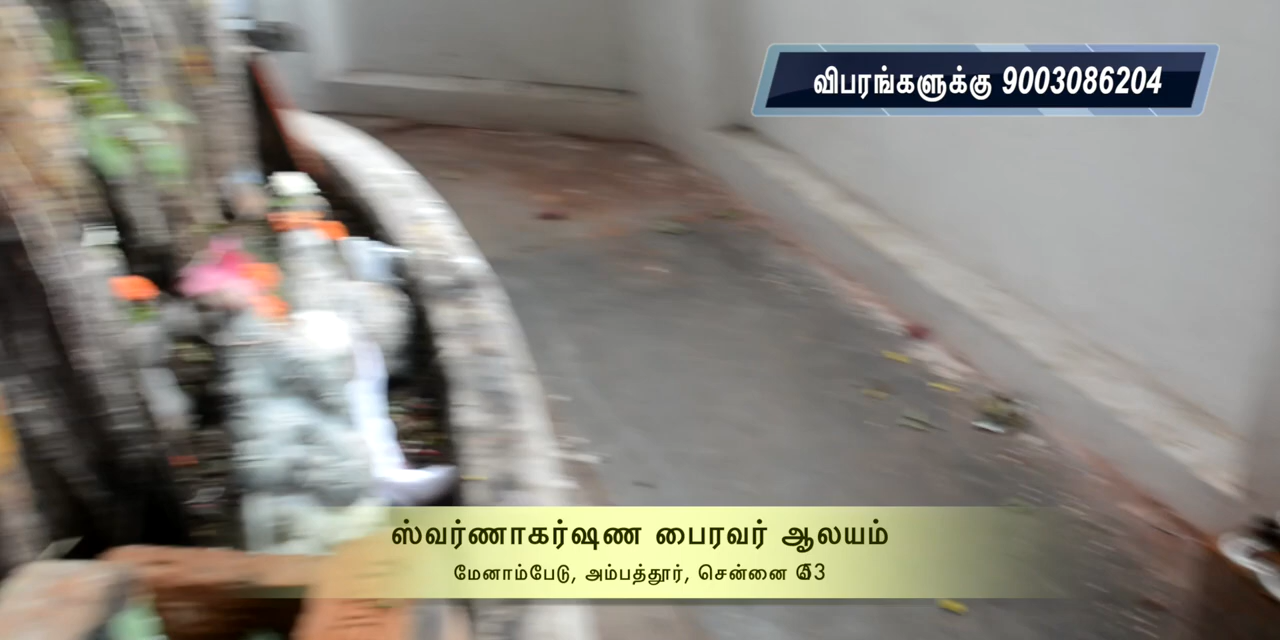 விபரங்களுக்கு 9003086204
ஸ்வர்ணாகர்ஷண பைரவர் ஆலயம்
மேனாம்பேடு, அம்பத்தூர், சென்னை